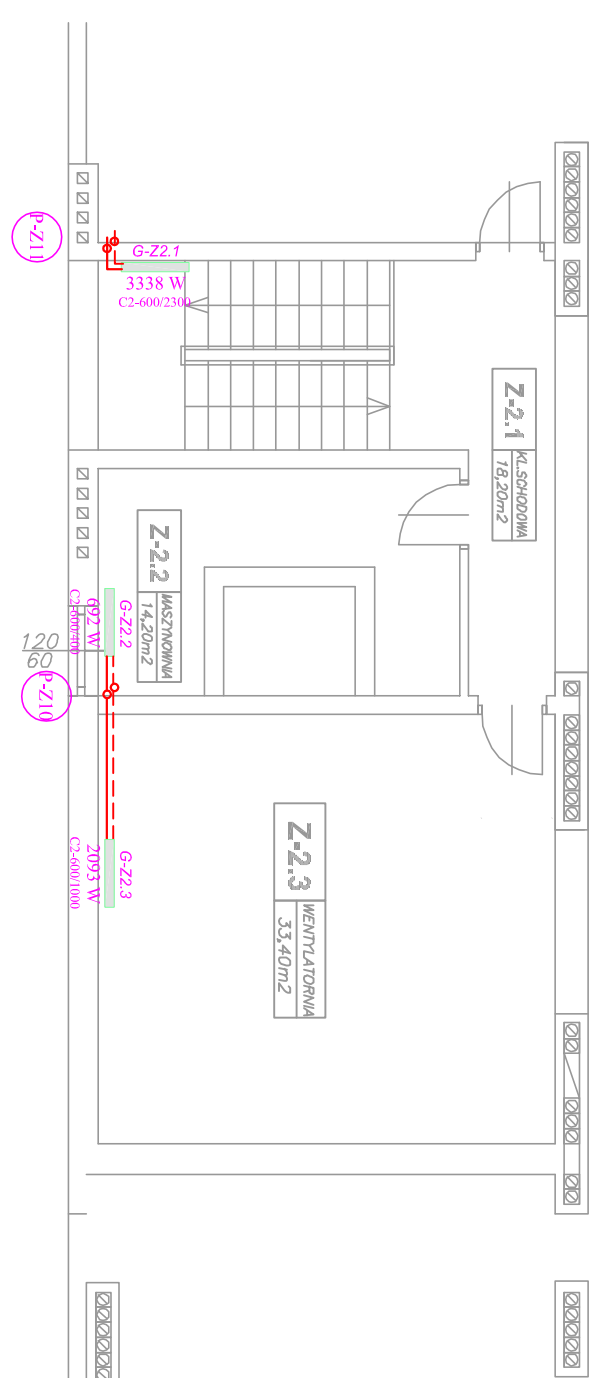 P-Z11
G-Z2.1
3338 W
C2-600/2300
Z-2.1
KL.SCHODOWA
18,20m2
Z-2.2
MASZYNOWNIA
14,20m2
G-Z2.2
692 W
C2-600/400
120
60
P-Z10
G-Z2.3
2093 W
C2-600/1000
Z-2.3
WENTYLATORNIA
33,40m2